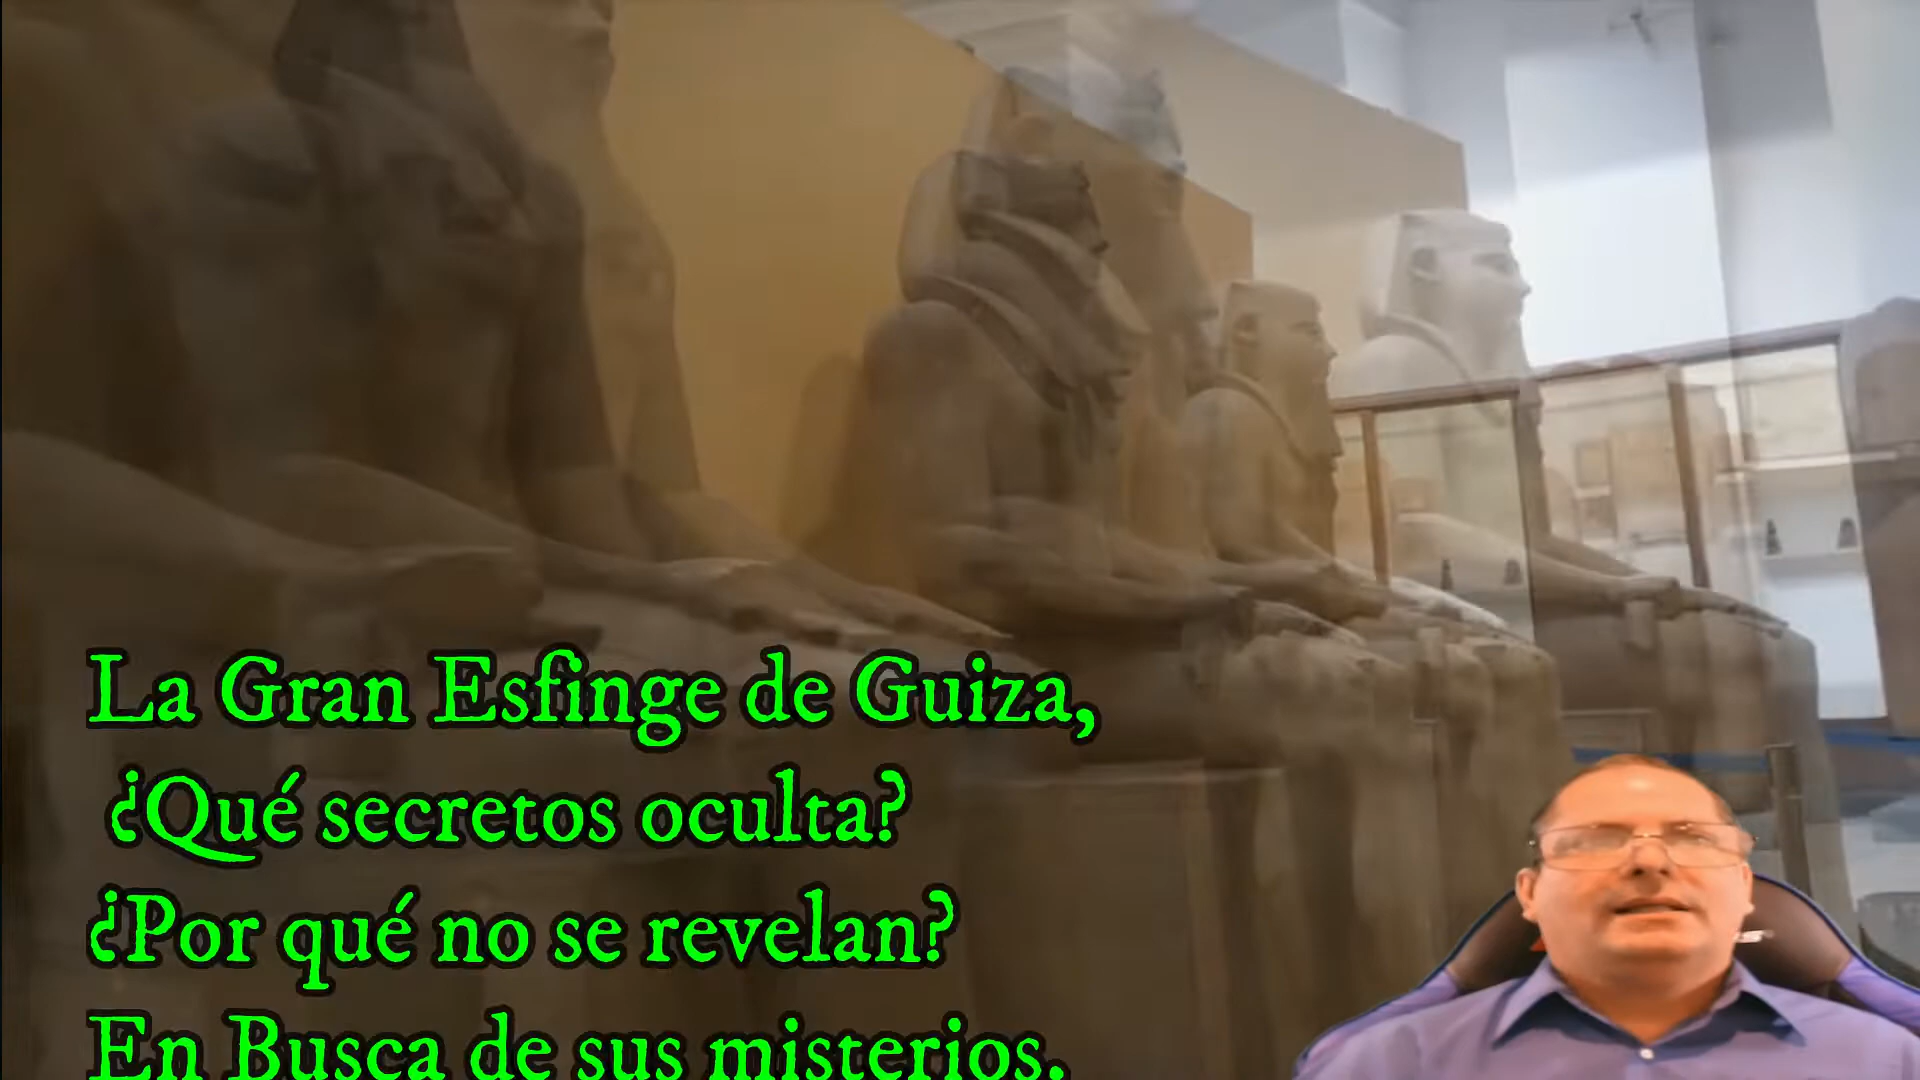 La Gran Esfinge de Guiza,
¿Qué secretos oculta?
¿Por qué no se revelan?
En Busca de sus misterios.